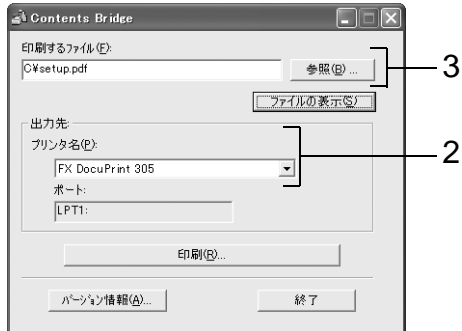 Contents Bridge
印刷するファイル(F):
C¥setup.pdf
参照(B) ...
3
ファイルの表示(S)
出力先:
プリンタ名(P):
2
FX DocuPrint 305
ポート:
LPT1:
印刷(R)...
バージョン情報(A)...
終了